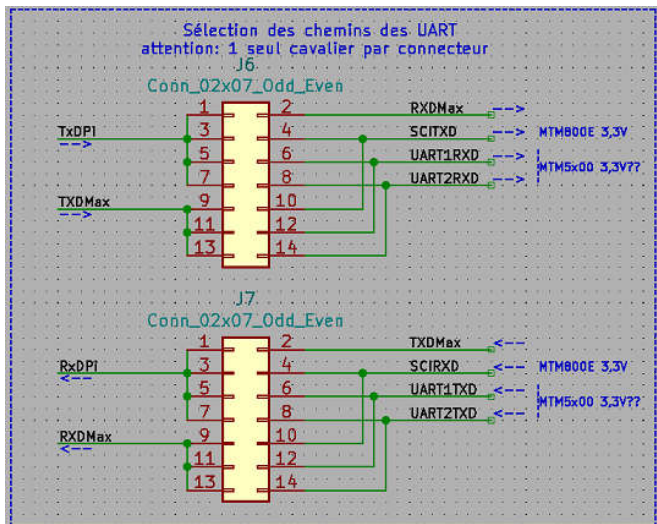 Sélection des chemins des UART
attention: 1 seul cavalier par connecteur
J6
Conn_02x07_Odd_Even
1 2 RXDMax -->
TxDPi 3 4 SCITXD --> MTM800E 3,3V
--> 5 6 UART1RXD --> MTM5x00 3,3V??
7 8 UART2RXD -->
TXDMax 9 10
--> 11 12
13 14
J7
Conn_02x07_Odd_Even
1 2 TXDMax <--
RxDPi 3 4 SCIRXD <-- MTM800E 3,3V
<-- 5 6 UART1TXD <-- MTM5x00 3,3V??
7 8 UART2TXD <--
RXDMax 9 10
<-- 11 12
13 14